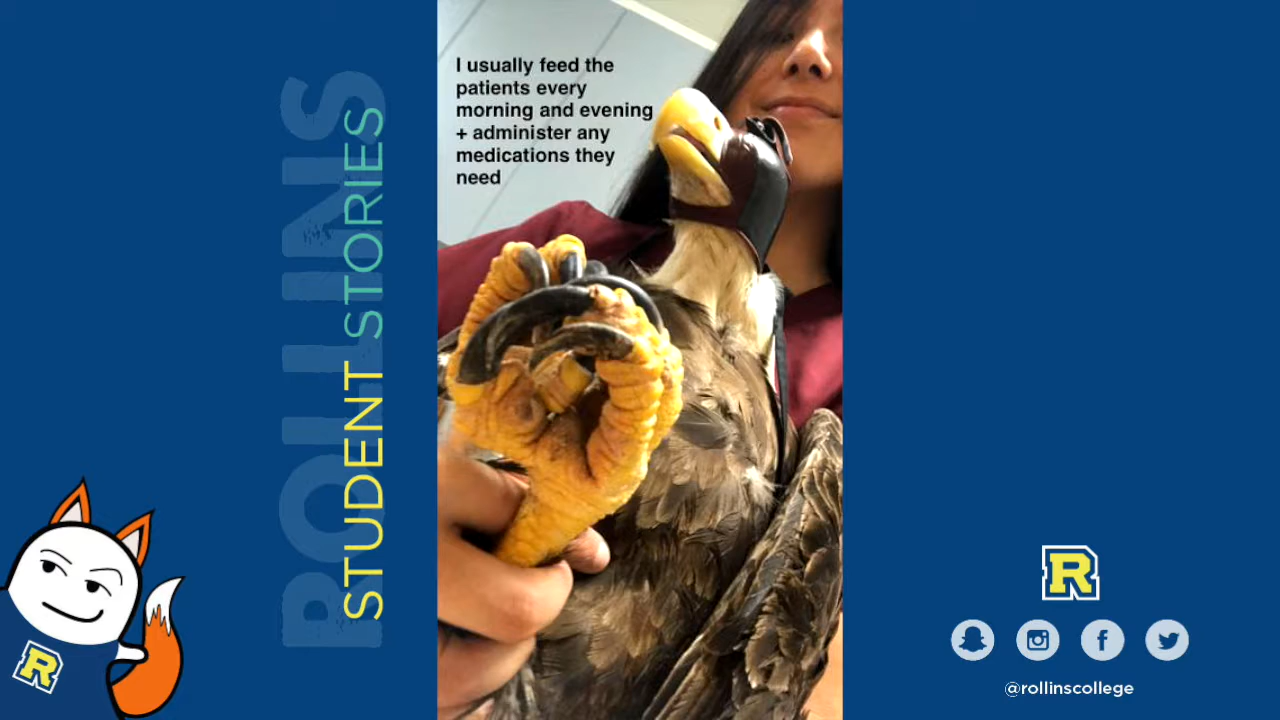 I usually feed the
patients every
morning and evening
+ administer any
medications they
need
ROLLINS
STUDENT STORIES
R
R
@rollinscollege